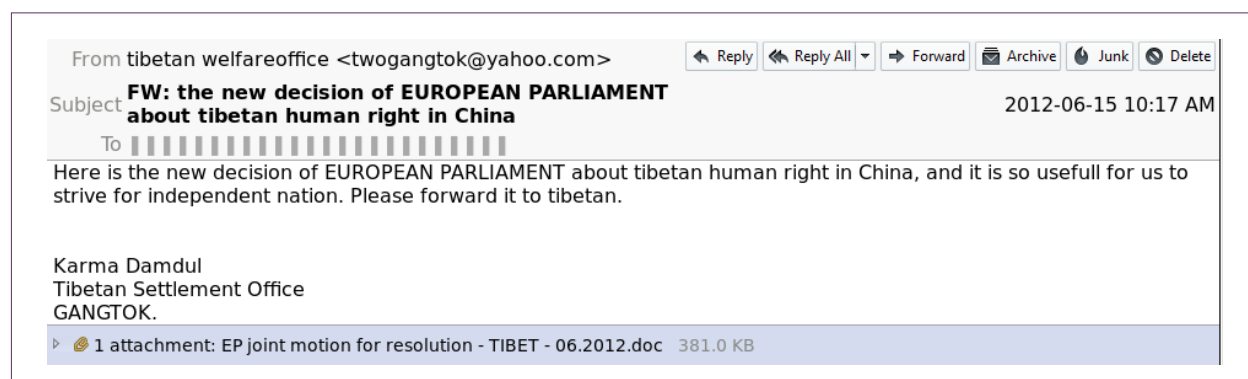 From tibetan welfareoffice <twogangtok@yahoo.com>
Reply Reply All Forward Archive Junk Delete
Subject FW: the new decision of EUROPEAN PARLIAMENT
about tibetan human right in China
2012-06-15 10:17 AM
To
Here is the new decision of EUROPEAN PARLIAMENT about tibetan human right in China, and it is so usefull for us to
strive for independent nation. Please forward it to tibetan.
Karma Damdul
Tibetan Settlement Office
GANGTOK.
1 attachment: EP joint motion for resolution - TIBET - 06.2012.doc 381.0 KB